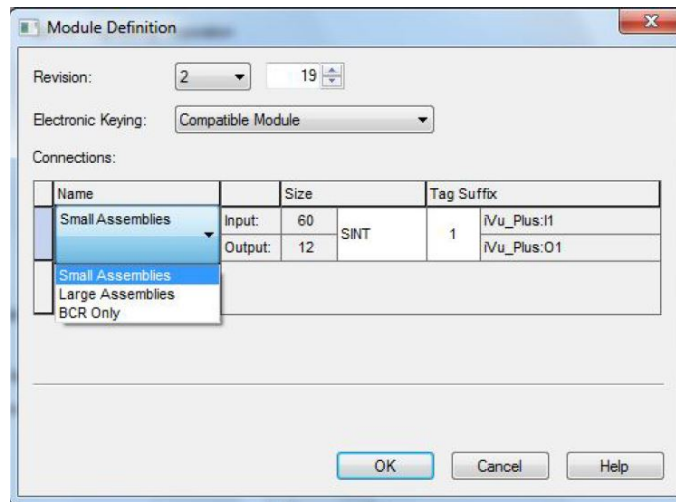 Module Definition
Revision: 2 19
Electronic Keying: Compatible Module
Connections:
Name Size Tag Suffix
Small Assemblies Input: 60 SINT 1 iVu_Plus:I1
Output: 12 iVu_Plus:O1
Small Assemblies
Large Assemblies
BCR Only
OK Cancel Help